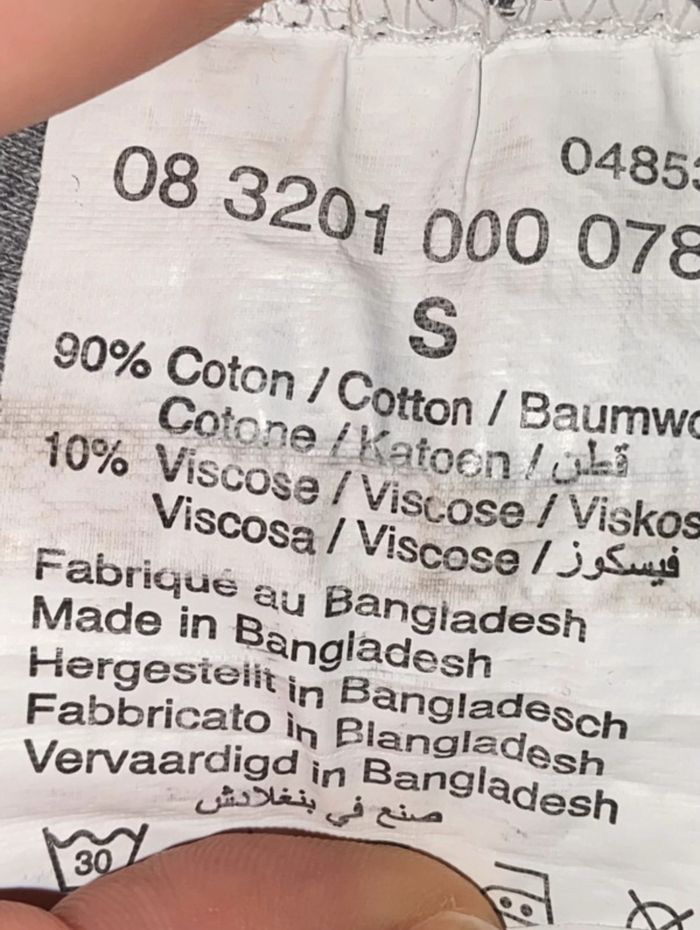 0485
08 3201 000 078
S
90% Coton / Cotton / Baumwo
Cotone / Katoen / قطن
10% Viscose / Viscose / Viskos
Viscosa / Viscose / فيسكوز
Fabriqué au Bangladesh
Made in Bangladesh
Hergestellt in Bangladesch
Fabbricato in Blangladesh
Vervaardigd in Bangladesh
صنع في بنغلادش
30